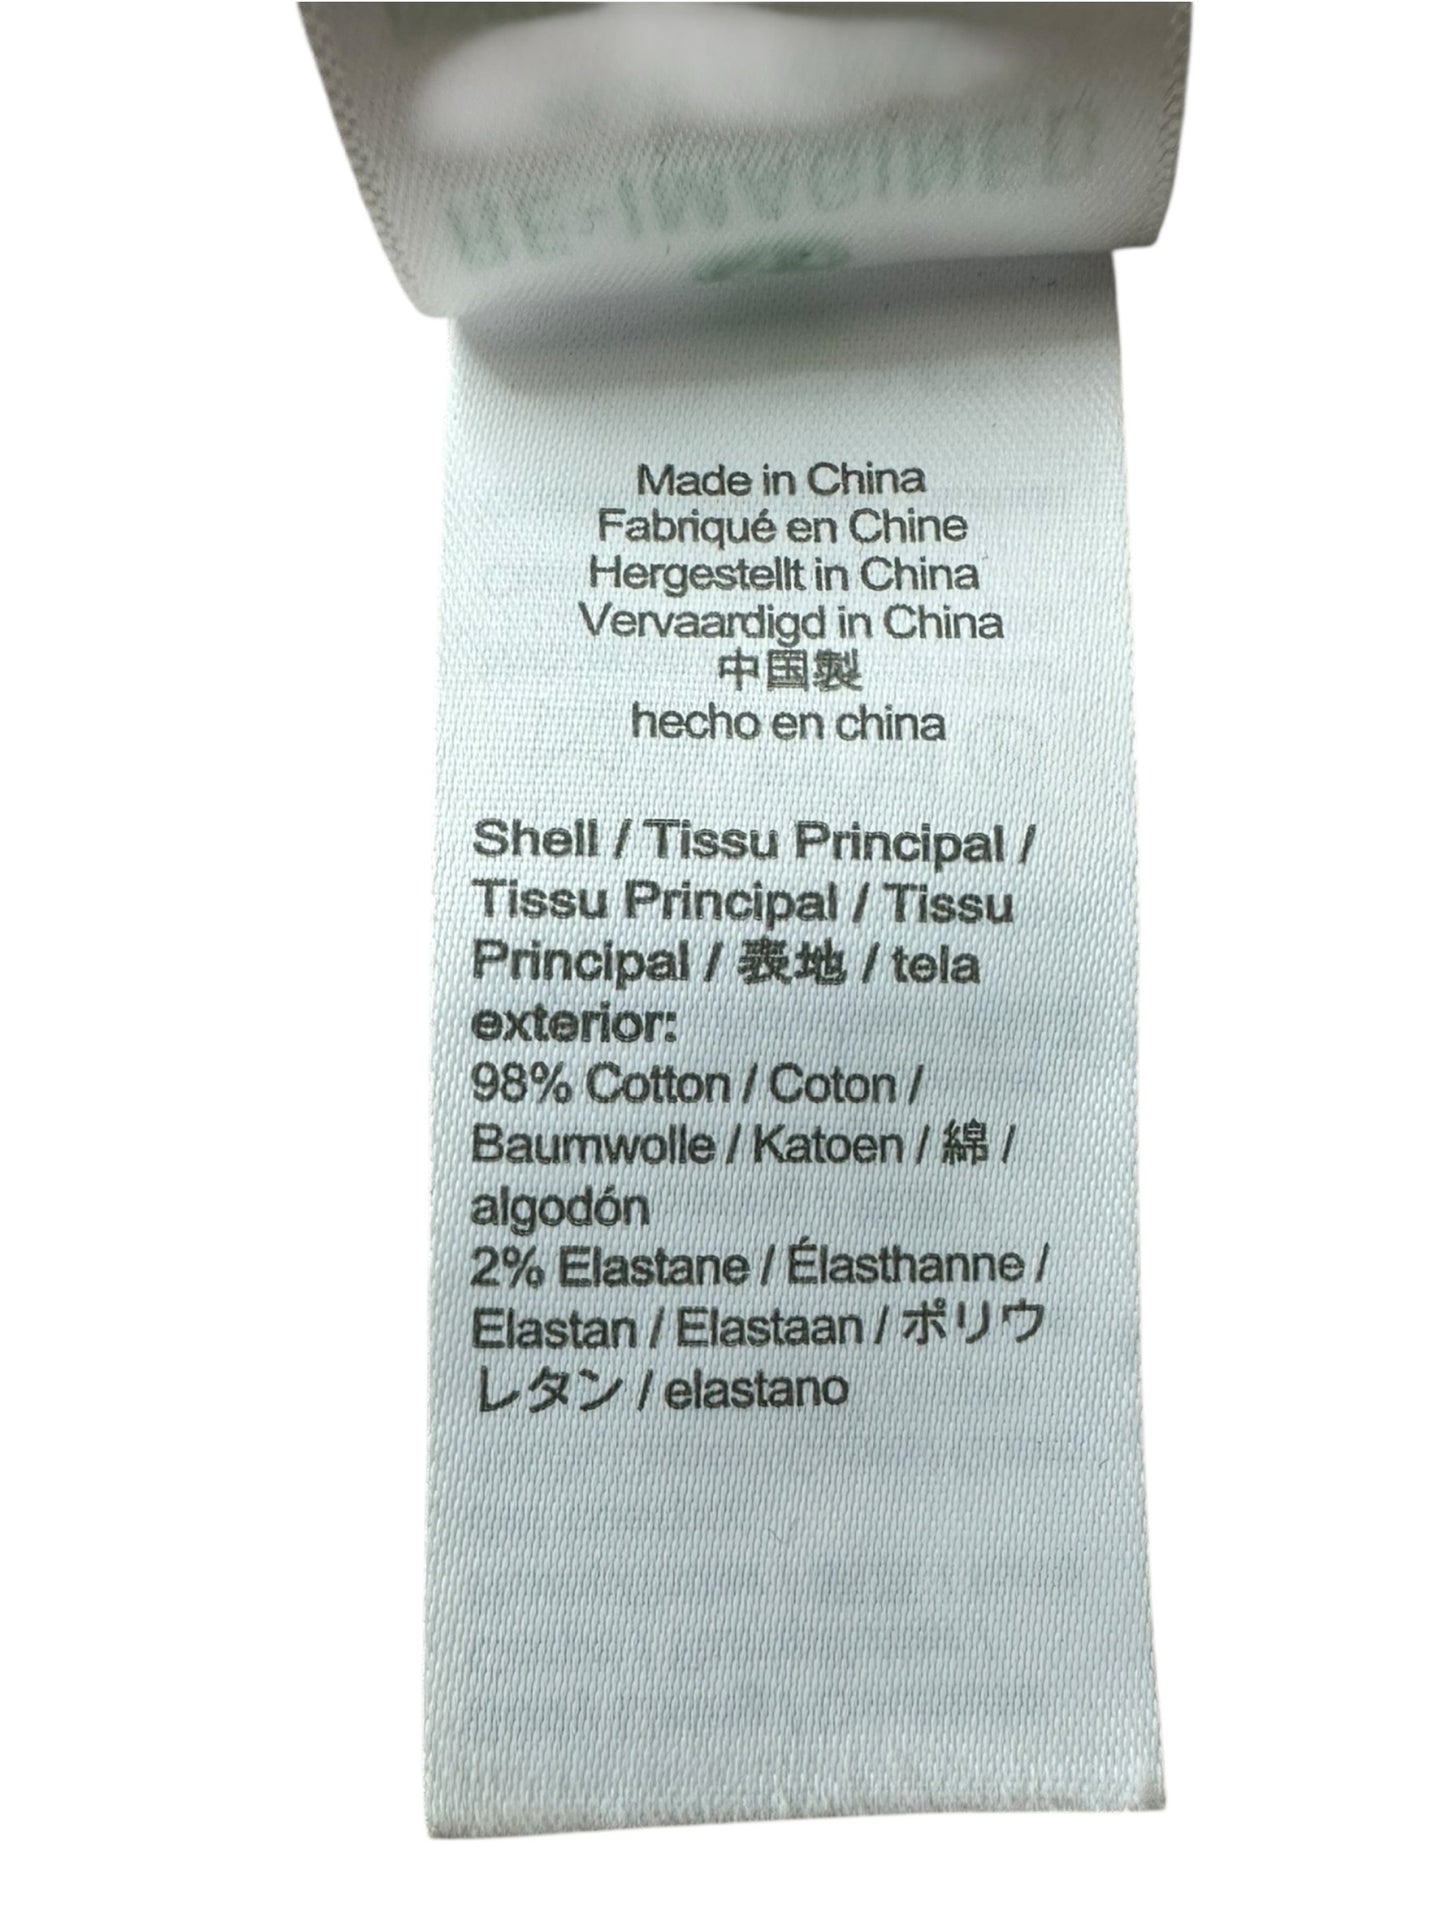 Made in China
Fabriqué en Chine
Hergestellt in China
Vervaardigd in China
中国製
hecho en china
Shell / Tissu Principal /
Tissu Principal / Tissu
Principal / 表地 / tela
exterior:
98% Cotton / Coton /
Baumwolle / Katoen / 綿 /
algodón
2% Elastane / Élasthanne /
Elastan / Elastaan / ポリウ
レタン / elastano